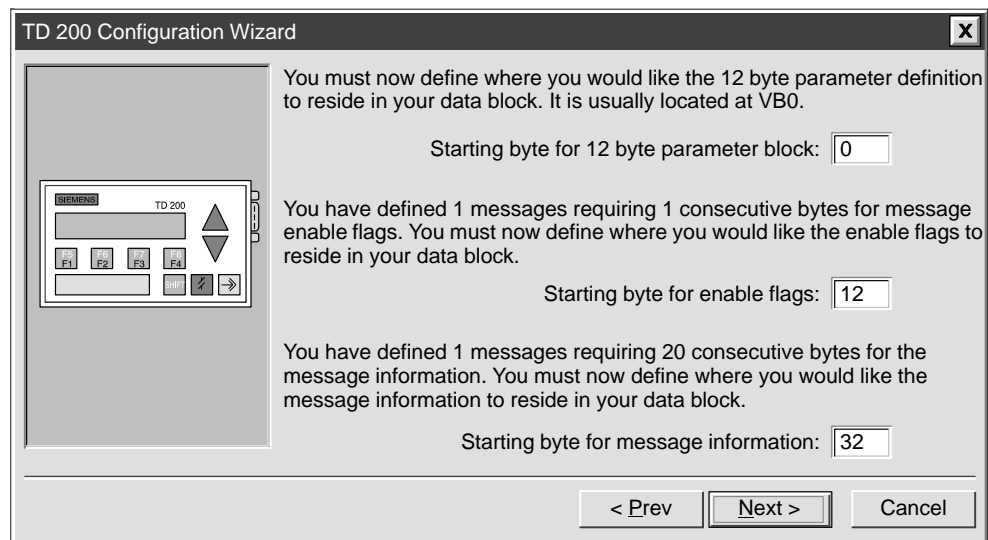 TD 200 Configuration Wizard
X
You must now define where you would like the 12 byte parameter definition
to reside in your data block. It is usually located at VB0.
Starting byte for 12 byte parameter block: 0
SIEMENS
TD 200
F5 F6 F7 F8
F1 F2 F3 F4
SHIFT
You have defined 1 messages requiring 1 consecutive bytes for message
enable flags. You must now define where you would like the enable flags to
reside in your data block.
Starting byte for enable flags: 12
You have defined 1 messages requiring 20 consecutive bytes for the
message information. You must now define where you would like the
message information to reside in your data block.
Starting byte for message information: 32
< Prev Next > Cancel